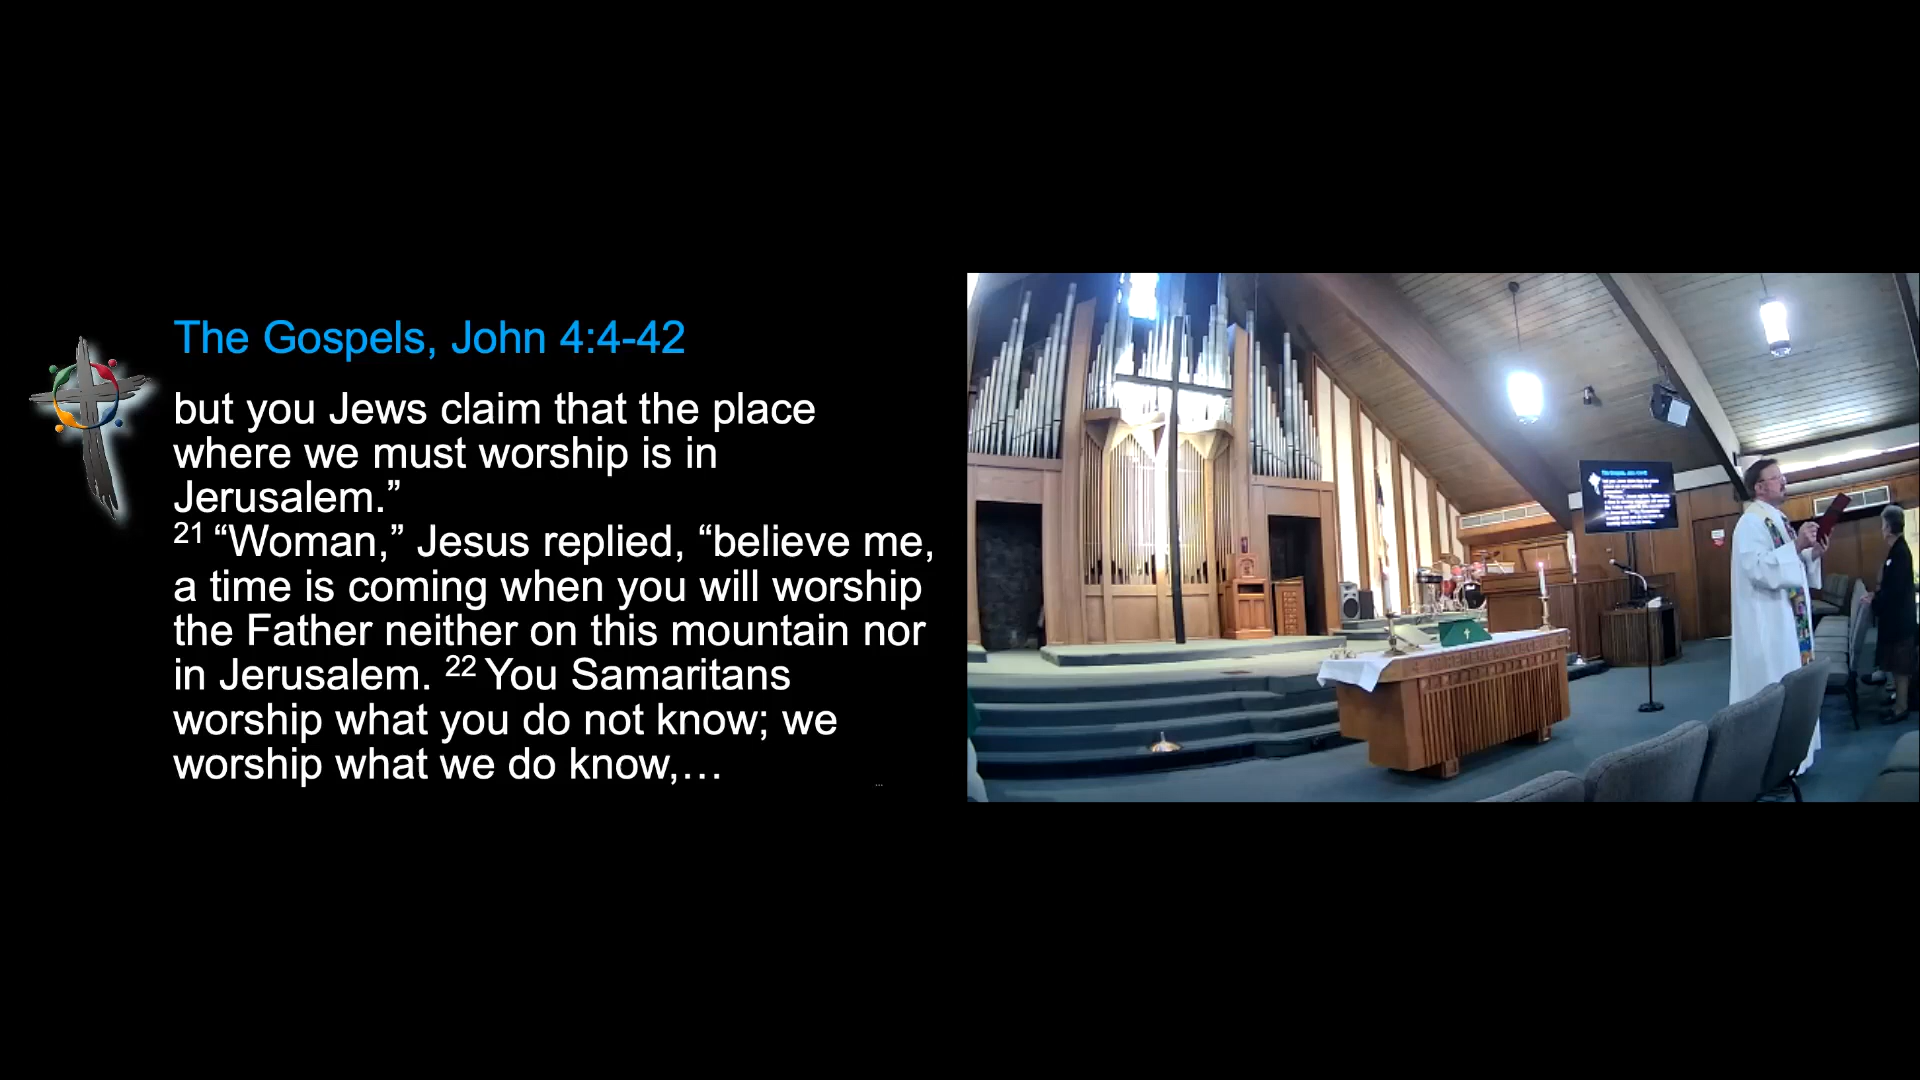 The Gospels, John 4:4-42
but you Jews claim that the place
where we must worship is in
Jerusalem.”
21 “Woman,” Jesus replied, “believe me,
a time is coming when you will worship
the Father neither on this mountain nor
in Jerusalem. 22 You Samaritans
worship what you do not know; we
worship what we do know,…
...